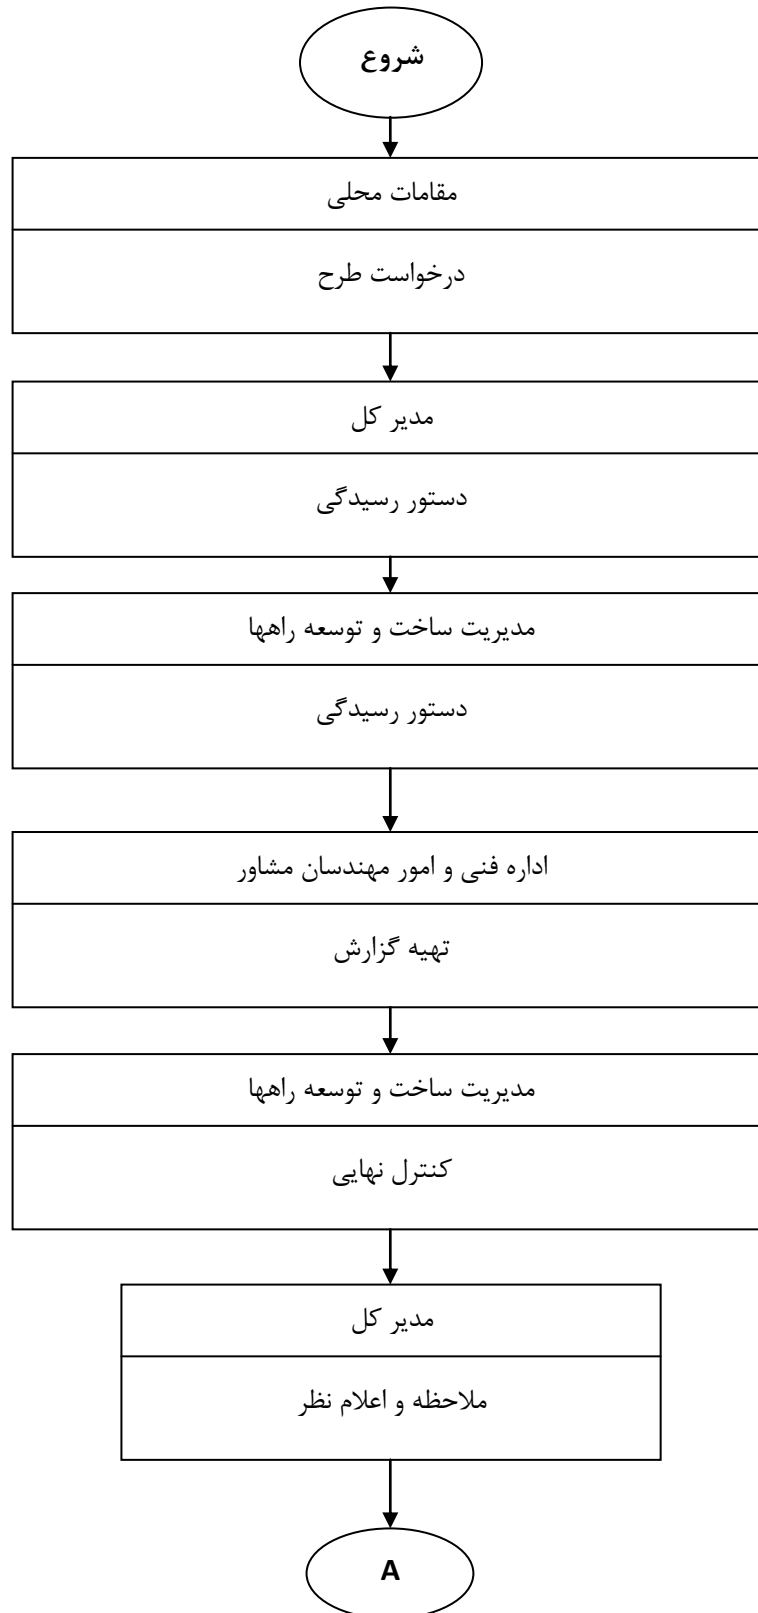 شروع
مقامات محلی
درخواست طرح
مدیر کل
دستور رسیدگی
مدیریت ساخت و توسعه راهها
دستور رسیدگی
اداره فنی و امور مهندسان مشاور
تهیه گزارش
مدیریت ساخت و توسعه راهها
کنترل نهایی
مدیر کل
ملاحظه و اعلام نظر
A